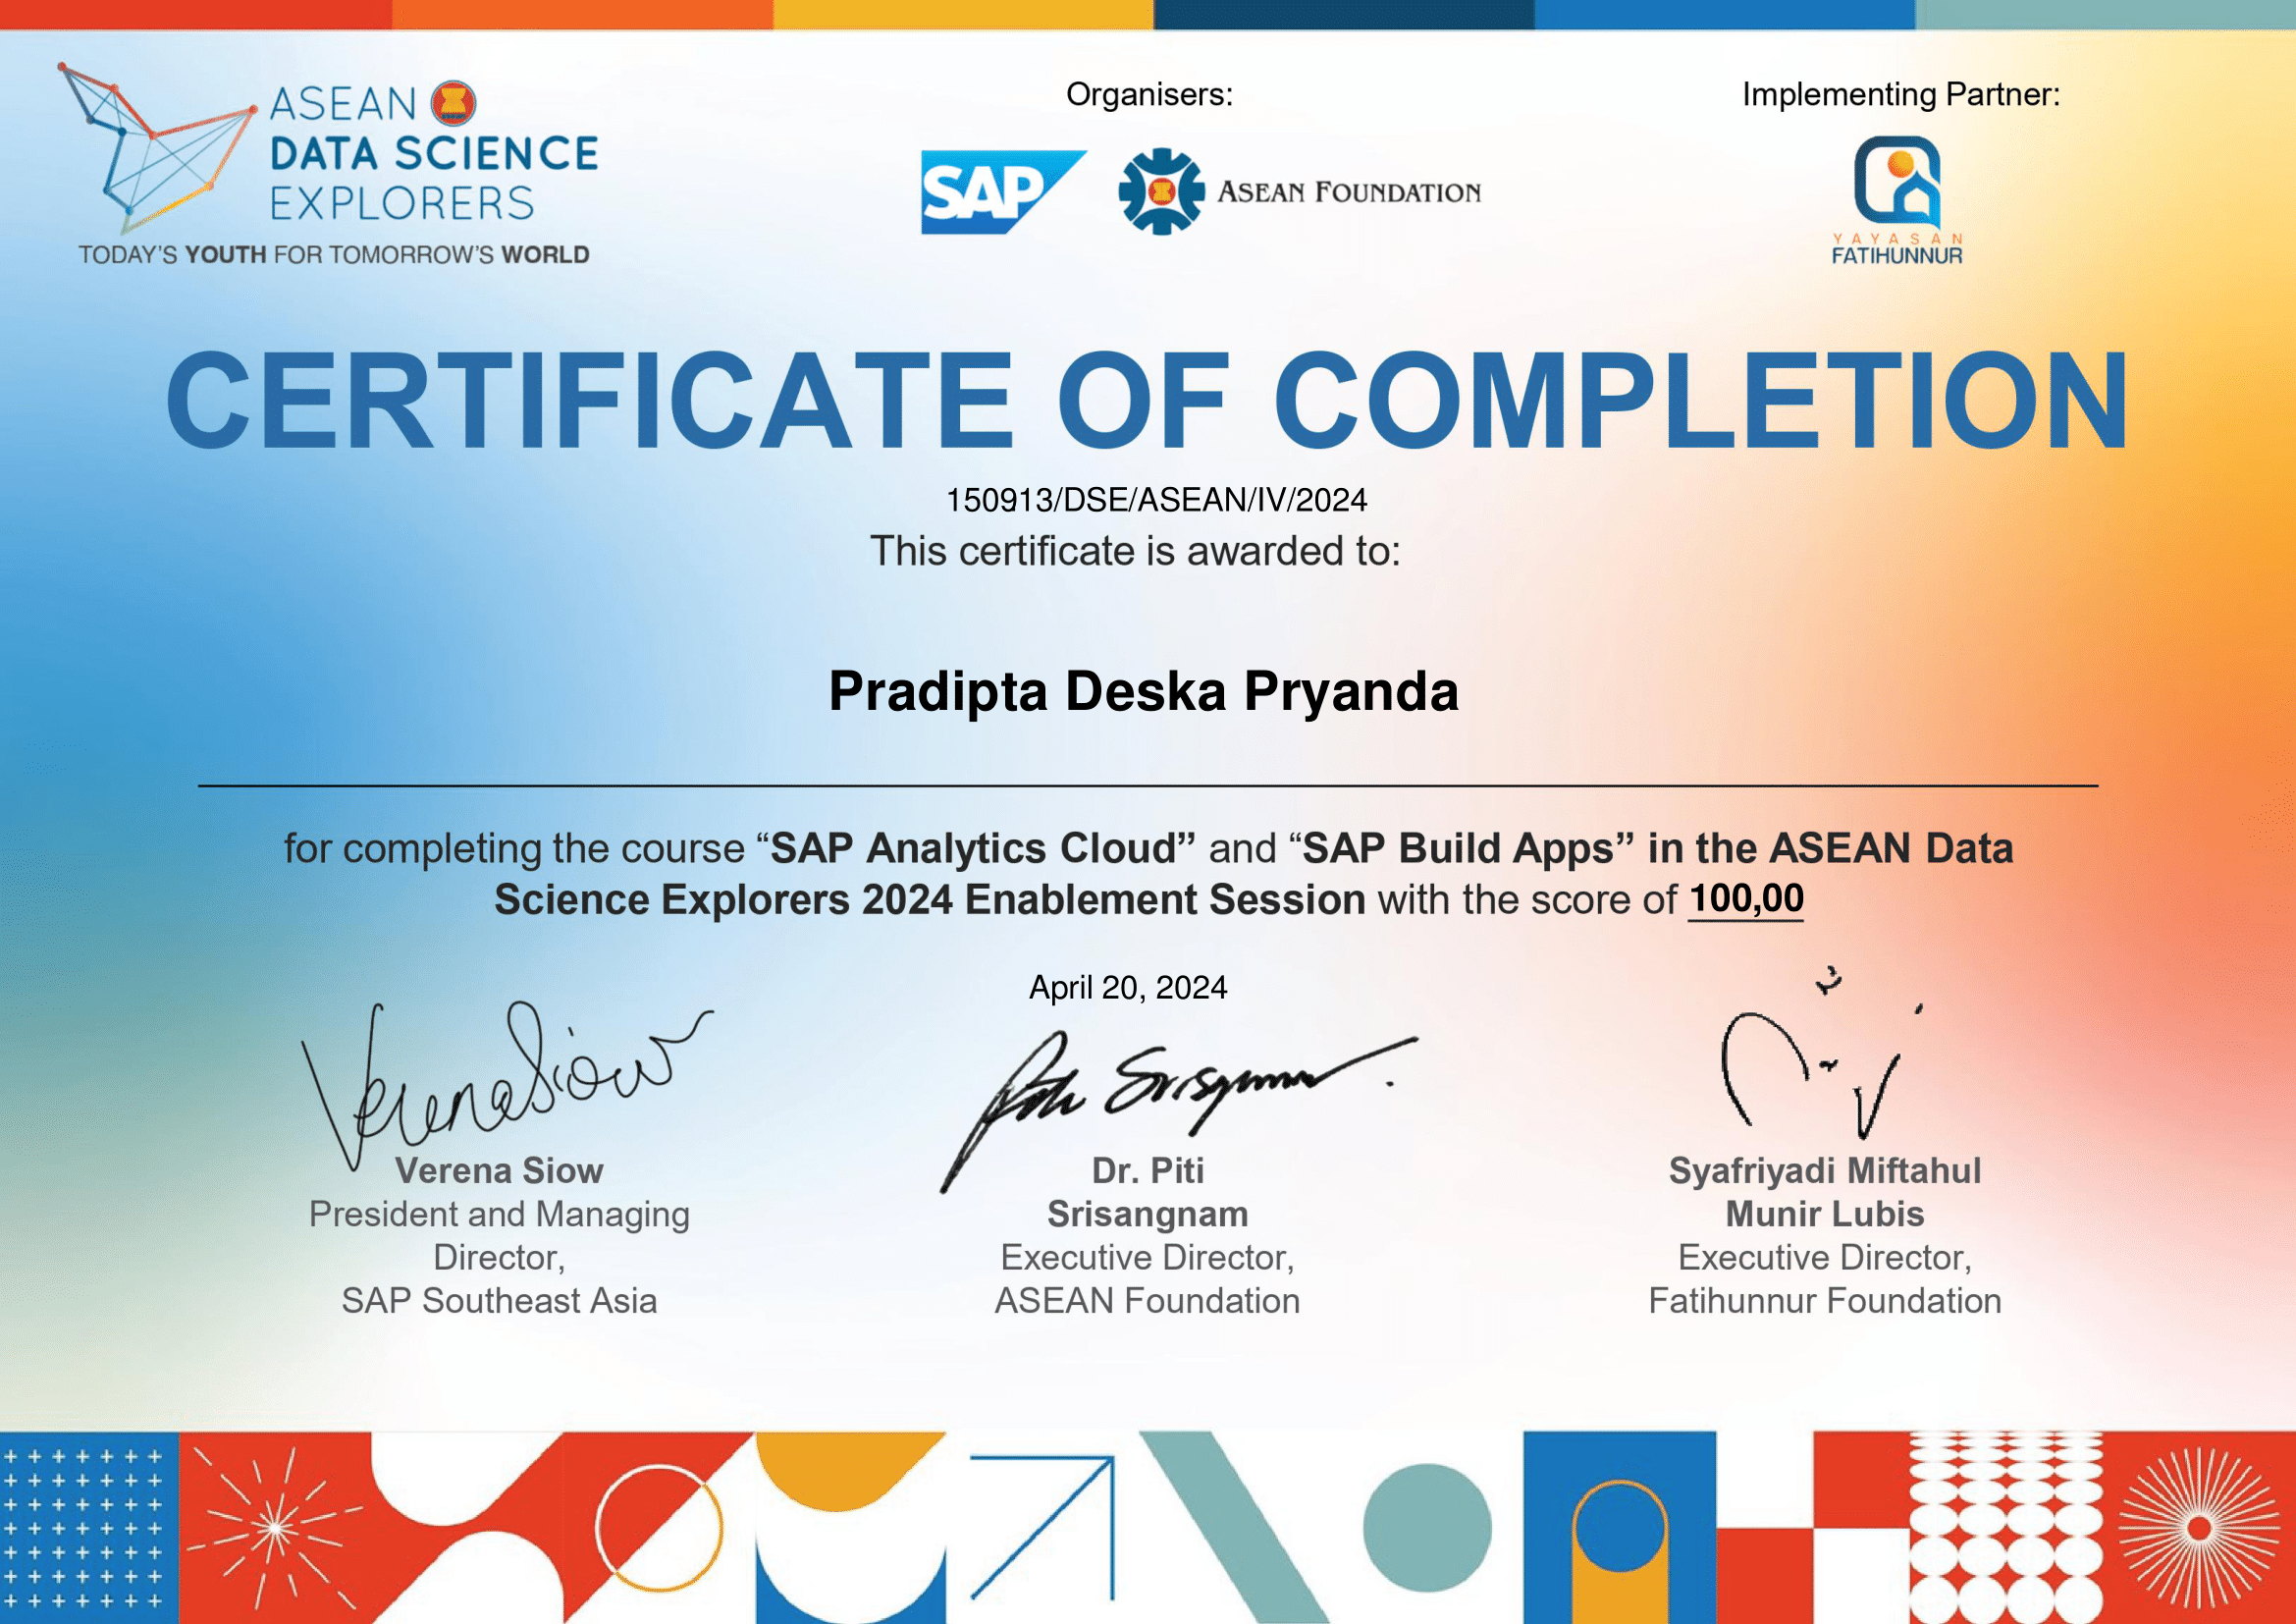 ASEAN
DATA SCIENCE
EXPLORERS
TODAY'S YOUTH FOR TOMORROW'S WORLD
Organisers:
SAP
ASEAN FOUNDATION
Implementing Partner:
YAYASAN
FATIHUNNUR
CERTIFICATE OF COMPLETION
150913/DSE/ASEAN/IV/2024
This certificate is awarded to:
Pradipta Deska Pryanda
for completing the course “SAP Analytics Cloud” and “SAP Build Apps” in the ASEAN Data
Science Explorers 2024 Enablement Session with the score of 100,00
April 20, 2024
Verena Siow
Verena Siow
President and Managing
Director,
SAP Southeast Asia
Dr. Piti
Srisangnam
Executive Director,
ASEAN Foundation
Syafriyadi Miftahul
Munir Lubis
Executive Director,
Fatihunnur Foundation